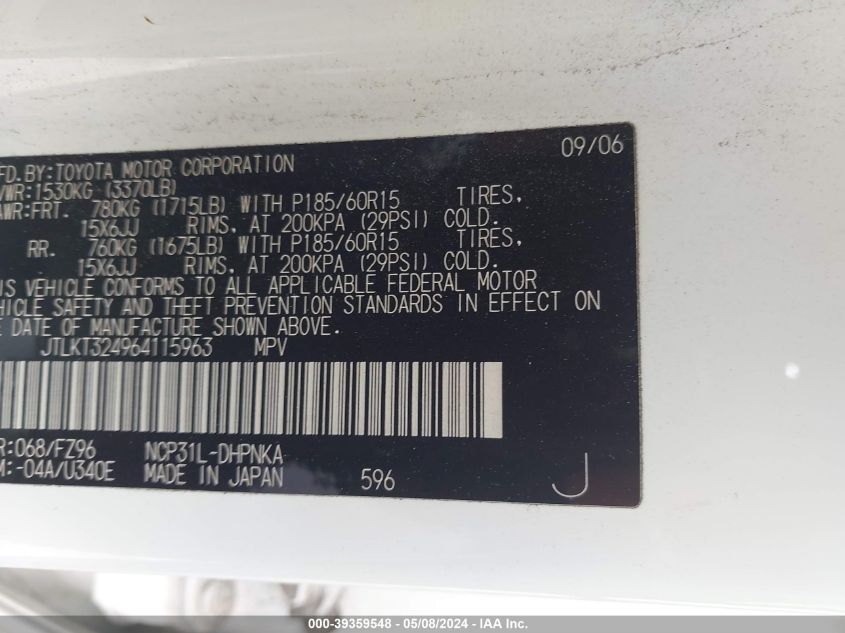 FD.BY:TOYOTA MOTOR CORPORATION 09/06
VWR:1530KG (3370LB)
AWR:FRT. 780KG (1715LB) WITH P185/60R15 TIRES,
15X6JJ RIMS, AT 200KPA (29PSI) COLD.
RR. 760KG (1675LB) WITH P185/60R15 TIRES,
15X6JJ RIMS, AT 200KPA (29PSI) COLD.
IS VEHICLE CONFORMS TO ALL APPLICABLE FEDERAL MOTOR
HICLE SAFETY AND THEFT PREVENTION STANDARDS IN EFFECT ON
E DATE OF MANUFACTURE SHOWN ABOVE.
JTLKT324964115963 MPV
R:068/FZ96 NCP31L-DHPNKA
M:-04A/U340E MADE IN JAPAN 596 J
000-39359548 - 05/08/2024 - IAA Inc.